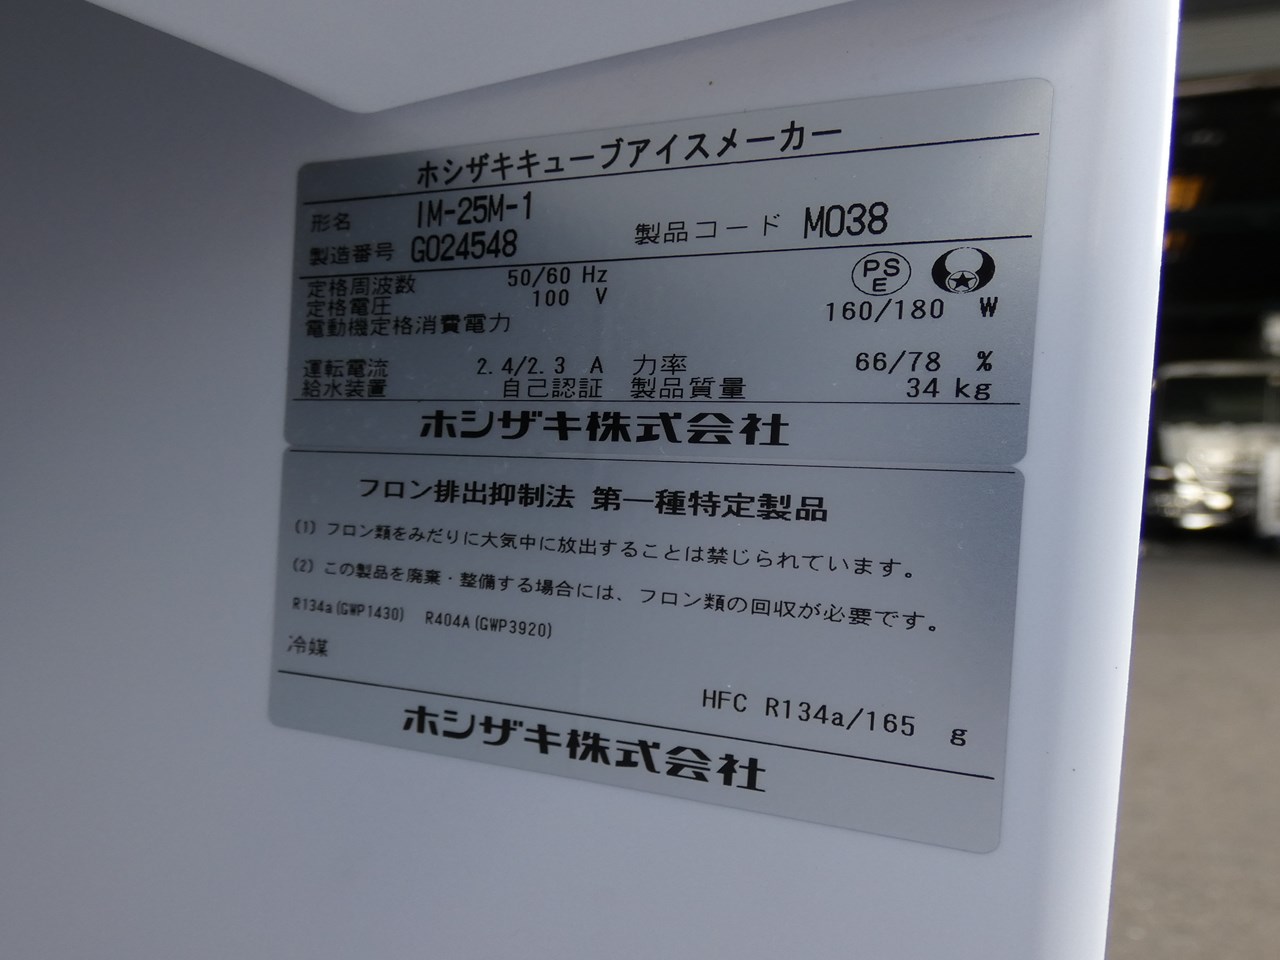 ホシザキキューブアイスメーカー
形名 IM-25M-1
製造番号 G024548 製品コード M038
定格周波数 50/60 Hz
定格電圧 100 V
PSE
電動機定格消費電力 160/180 W
運転電流 2.4/2.3 A 力率 66/78 %
給水装置 自己認証 製品質量 34 kg
ホシザキ株式会社
フロン排出抑制法 第一種特定製品
(1) フロン類をみだりに大気中に放出することは禁じられています。
(2) この製品を廃棄・整備する場合には、フロン類の回収が必要です。
R134a(GWP1430) R404A(GWP3920)
冷媒
HFC R134a/165 g
ホシザキ株式会社